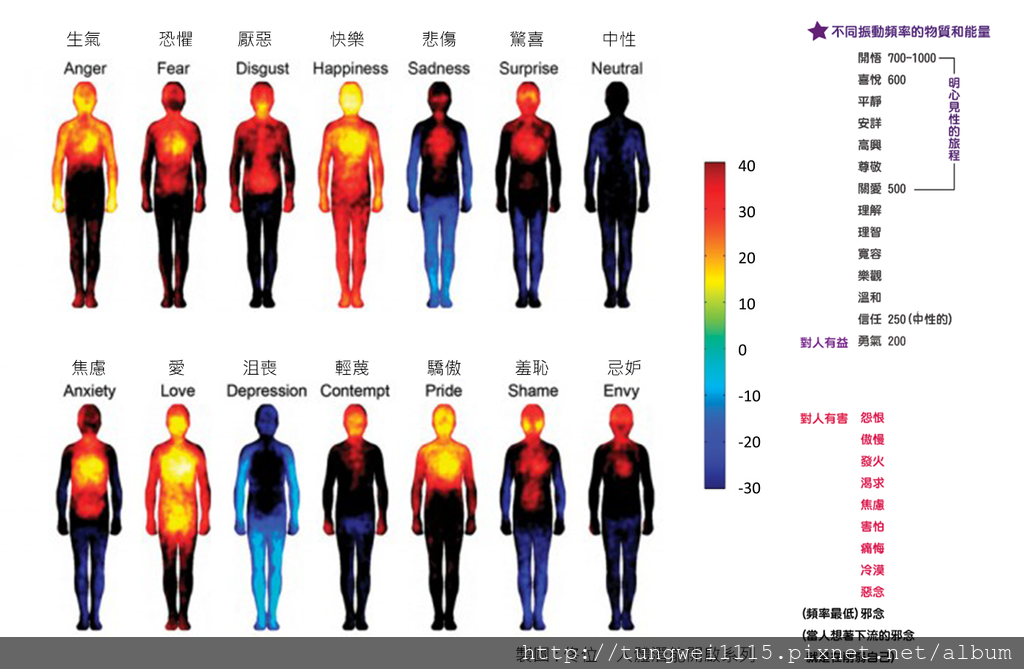 生氣 恐懼 厭惡 快樂 悲傷 驚喜 中性
Anger Fear Disgust Happiness Sadness Surprise Neutral
焦慮 愛 沮喪 輕蔑 驕傲 羞恥 忌妒
Anxiety Love Depression Contempt Pride Shame Envy
40
30
20
10
0
-10
-20
-30
不同振動頻率的物質和能量
開悟 700-1000
喜悅 600
平靜
安詳
高興
尊敬
關愛 500
明心見性的旅程
理解
理智
寬容
樂觀
溫和
信任 250(中性的)
對人有益 勇氣 200
對人有害 怨恨
傲慢
發火
渴求
焦慮
害怕
痛悔
冷漠
惡念
(頻率最低)邪念
(當人想著下流的邪念
http://tungwei1115.pixnet.net/album